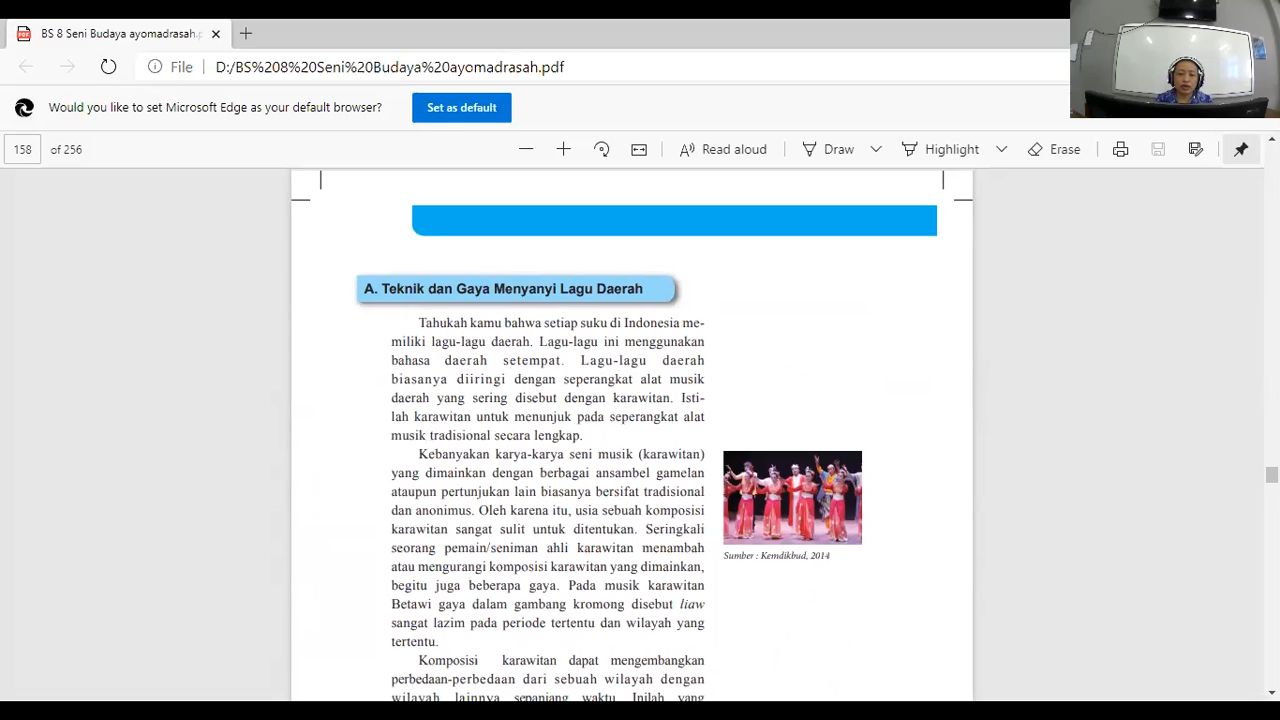 BS 8 Seni Budaya ayomadrasah.p
File
D:/BS%208%20Seni%20Budaya%20ayomadrasah.pdf
Would you like to set Microsoft Edge as your default browser?
Set as default
158 of 256
Read aloud
Draw
Highlight
Erase
A. Teknik dan Gaya Menyanyi Lagu Daerah
Tahukah kamu bahwa setiap suku di Indonesia me-
miliki lagu-lagu daerah. Lagu-lagu ini menggunakan
bahasa daerah setempat. Lagu-lagu daerah
biasanya diiringi dengan seperangkat alat musik
daerah yang sering disebut dengan karawitan. Isti-
lah karawitan untuk menunjuk pada seperangkat alat
musik tradisional secara lengkap.
Kebanyakan karya-karya seni musik (karawitan)
yang dimainkan dengan berbagai ansambel gamelan
ataupun pertunjukan lain biasanya bersifat tradisional
dan anonimus. Oleh karena itu, usia sebuah komposisi
karawitan sangat sulit untuk ditentukan. Seringkali
seorang pemain/seniman ahli karawitan menambah
atau mengurangi komposisi karawitan yang dimainkan,
begitu juga beberapa gaya. Pada musik karawitan
Betawi gaya dalam gambang kromong disebut liaw
sangat lazim pada periode tertentu dan wilayah yang
tertentu.
Komposisi karawitan dapat mengembangkan
perbedaan-perbedaan dari sebuah wilayah dengan
wilayah lainnya sepanjang waktu. Inilah yang
Sumber : Kemdikbud, 2014